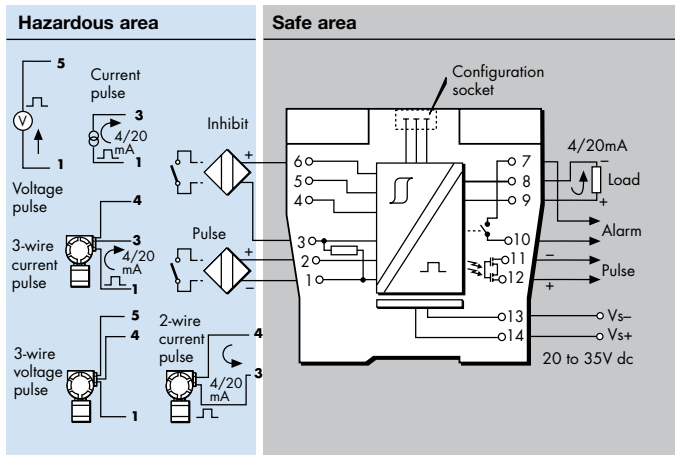 Hazardous area
Safe area
5
V
1
Voltage
pulse
Current
pulse
3
4/20
mA
1
Inhibit
+
Pulse
+
–
4
3-wire
current
pulse
3
4/20
mA
1
5
4
3-wire
voltage
pulse
1
2-wire
current
pulse
4
4/20
mA
3
Configuration
socket
6
5
4
3
2
1
7
8
9
10
11
12
13
14
4/20mA
–
Load
+
Alarm
–
Pulse
+
Vs–
Vs+
20 to 35V dc